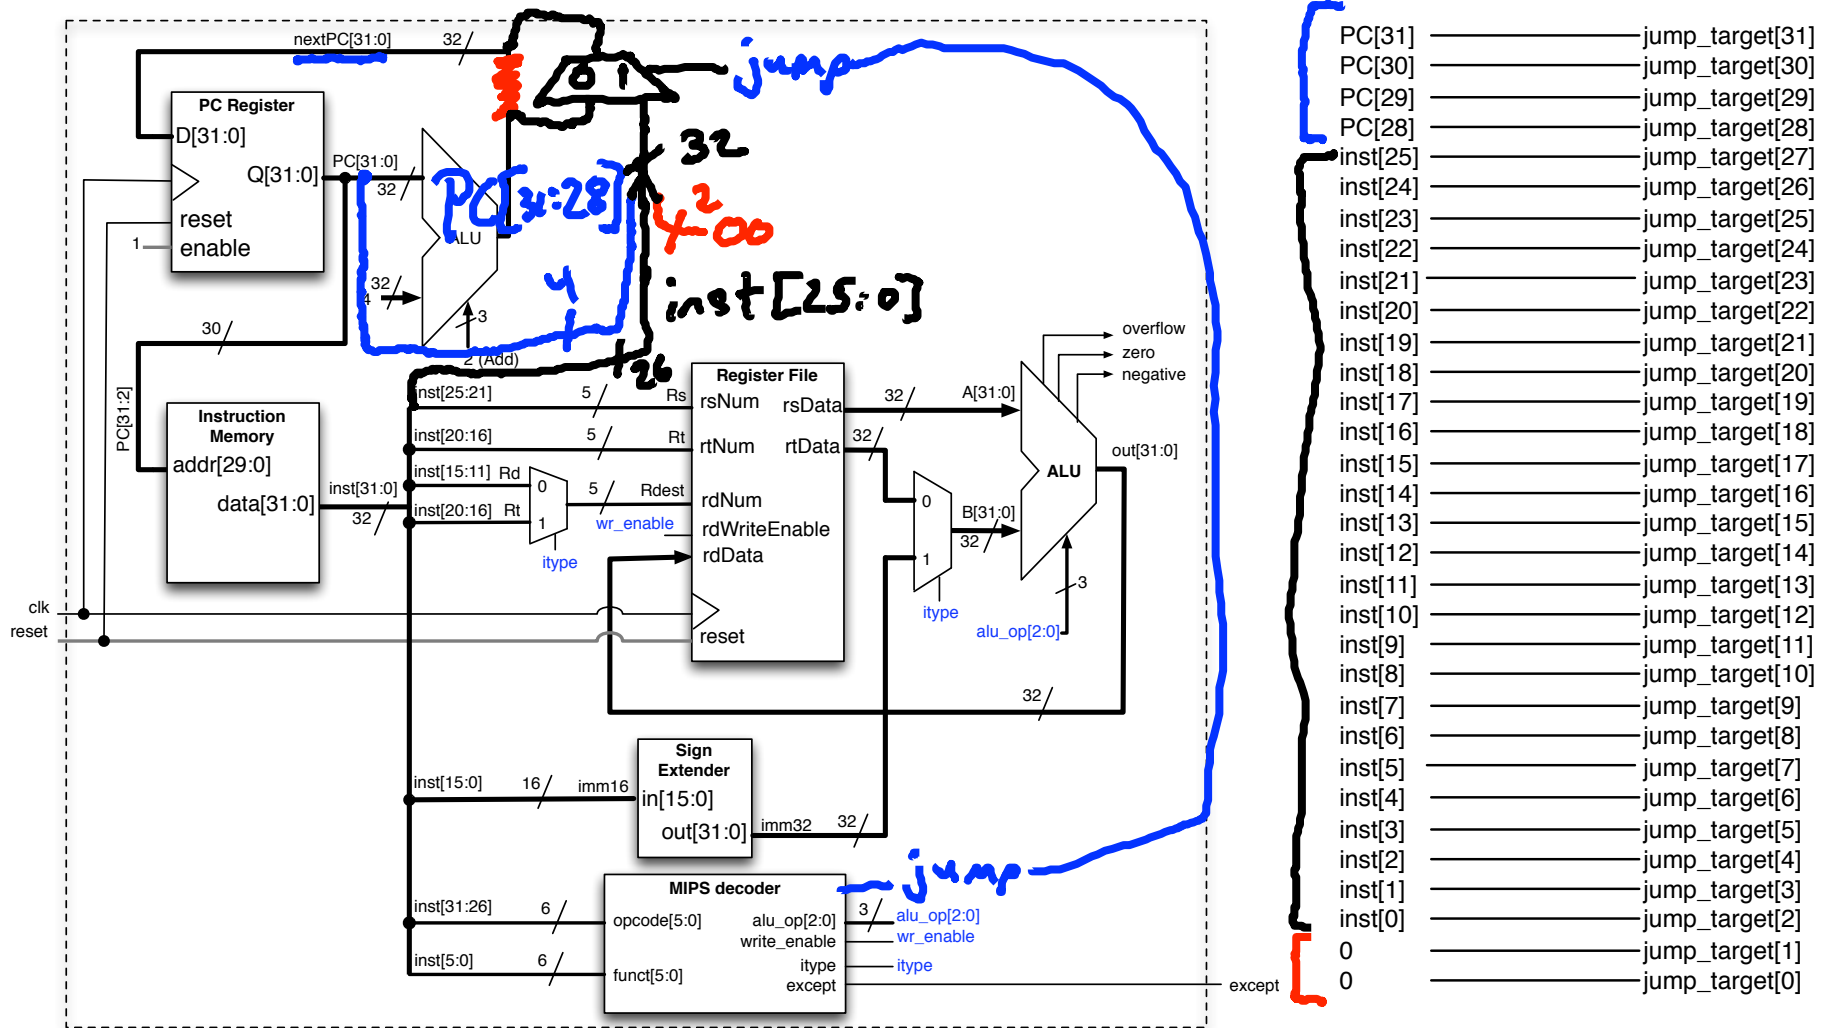 nextPC[31:0]
32
0 1
jump
PC Register
D[31:0]
Q[31:0]
reset
enable
1
PC[31:0]
32
PC[31:28]
ALU
32
4
3
2 (Add)
4
32
2
00
inst[25:0]
26
30
PC[31:2]
Instruction
Memory
addr[29:0]
data[31:0]
inst[31:0]
32
inst[25:21]
5
Rs
inst[20:16]
5
Rt
inst[15:11]
Rd
0
inst[20:16]
Rt
1
itype
5
Rdest
wr_enable
Register File
rsNum
rsData
rtNum
rtData
rdNum
rdWriteEnable
rdData
reset
32
A[31:0]
32
0
1
itype
B[31:0]
32
ALU
overflow
zero
negative
out[31:0]
3
alu_op[2:0]
32
clk
reset
inst[15:0]
16
imm16
Sign
Extender
in[15:0]
out[31:0]
imm32
32
jump
MIPS decoder
inst[31:26]
6
opcode[5:0]
alu_op[2:0]
3
alu_op[2:0]
write_enable
wr_enable
inst[5:0]
6
funct[5:0]
itype
itype
except
except
PC[31] jump_target[31]
PC[30] jump_target[30]
PC[29] jump_target[29]
PC[28] jump_target[28]
inst[25] jump_target[27]
inst[24] jump_target[26]
inst[23] jump_target[25]
inst[22] jump_target[24]
inst[21] jump_target[23]
inst[20] jump_target[22]
inst[19] jump_target[21]
inst[18] jump_target[20]
inst[17] jump_target[19]
inst[16] jump_target[18]
inst[15] jump_target[17]
inst[14] jump_target[16]
inst[13] jump_target[15]
inst[12] jump_target[14]
inst[11] jump_target[13]
inst[10] jump_target[12]
inst[9] jump_target[11]
inst[8] jump_target[10]
inst[7] jump_target[9]
inst[6] jump_target[8]
inst[5] jump_target[7]
inst[4] jump_target[6]
inst[3] jump_target[5]
inst[2] jump_target[4]
inst[1] jump_target[3]
inst[0] jump_target[2]
0 jump_target[1]
0 jump_target[0]